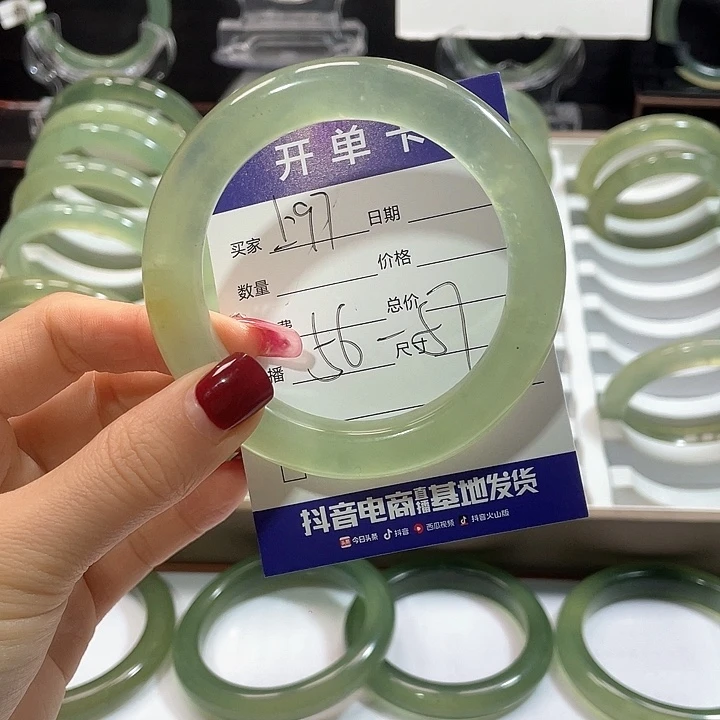 开单卡
买家 日期
数量 价格
费 总价
播 56-57 尺寸
抖音电商直播基地发货
今日头条 抖音 西瓜视频 抖音火山版